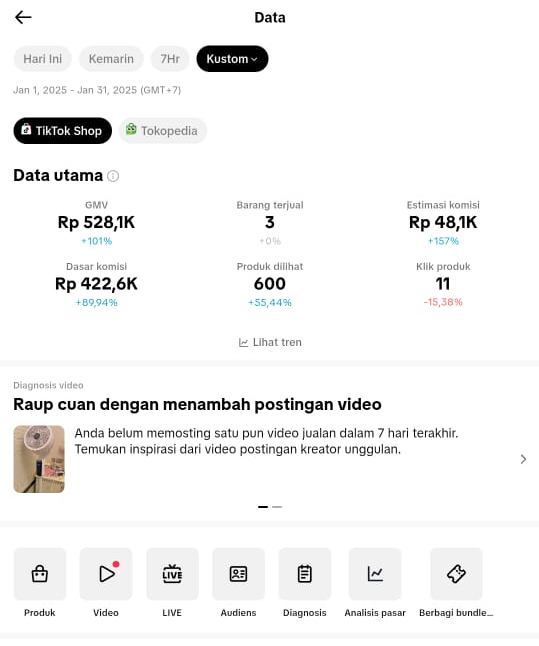 Data
Hari Ini Kemarin 7Hr Kustom
Jan 1, 2025 - Jan 31, 2025 (GMT+7)
TikTok Shop Tokopedia
Data utama
GMV Barang terjual Estimasi komisi
Rp 528,1K 3 Rp 48,1K
+101% +0% +157%
Dasar komisi Produk dilihat Klik produk
Rp 422,6K 600 11
+89,94% +55,44% -15,38%
Lihat tren
Diagnosis video
Raup cuan dengan menambah postingan video
Anda belum memosting satu pun video jualan dalam 7 hari terakhir.
Temukan inspirasi dari video postingan kreator unggulan.
LIVE
Produk Video LIVE Audiens Diagnosis Analisis pasar Berbagi bundle...